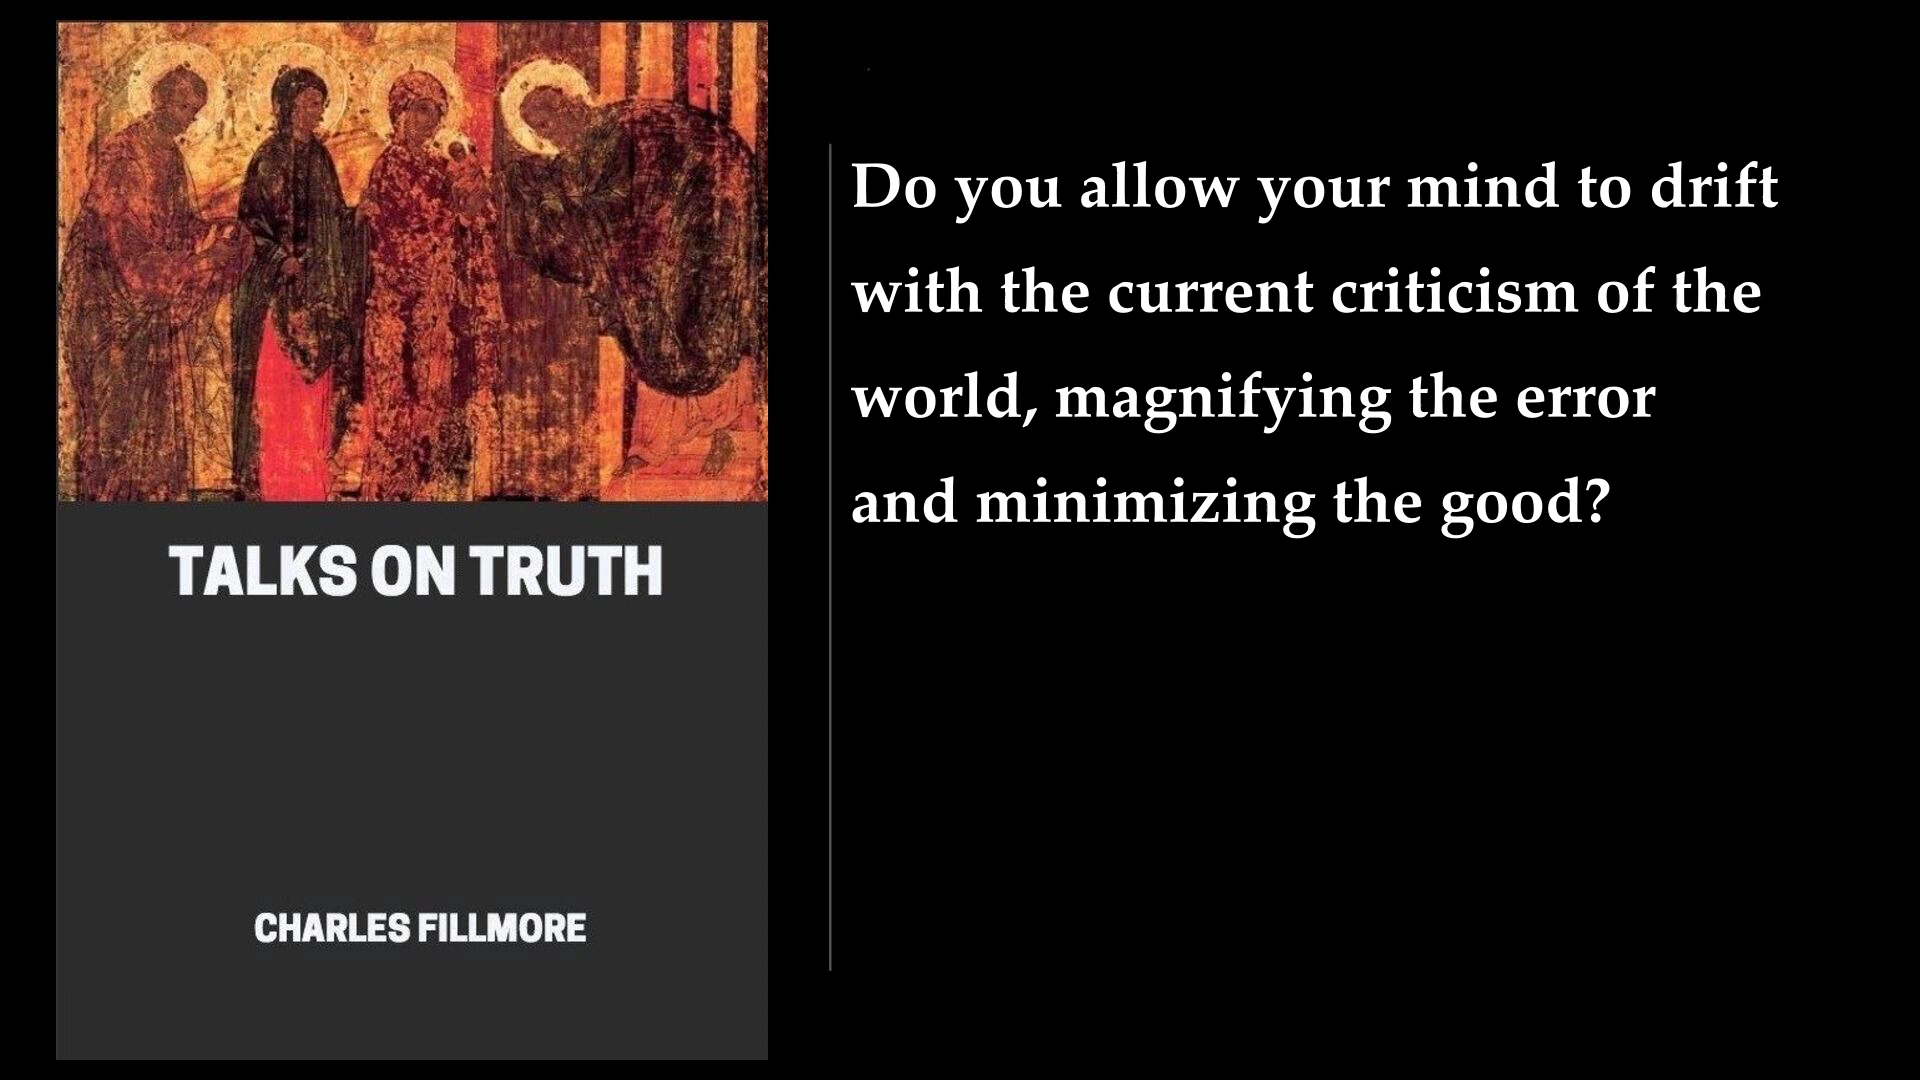 TALKS ON TRUTH
CHARLES FILLMORE
Do you allow your mind to drift
with the current criticism of the
world, magnifying the error
and minimizing the good?